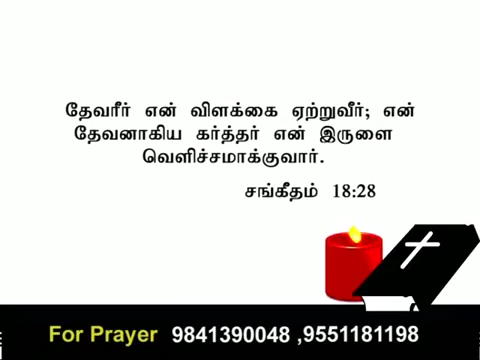 தேவரீர் என் விளக்கை ஏற்றுவீர்; என்
தேவனாகிய கர்த்தர் என் இருளை
வெளிச்சமாக்குவார்.
சங்கீதம் 18:28
For Prayer 9841390048 ,9551181198